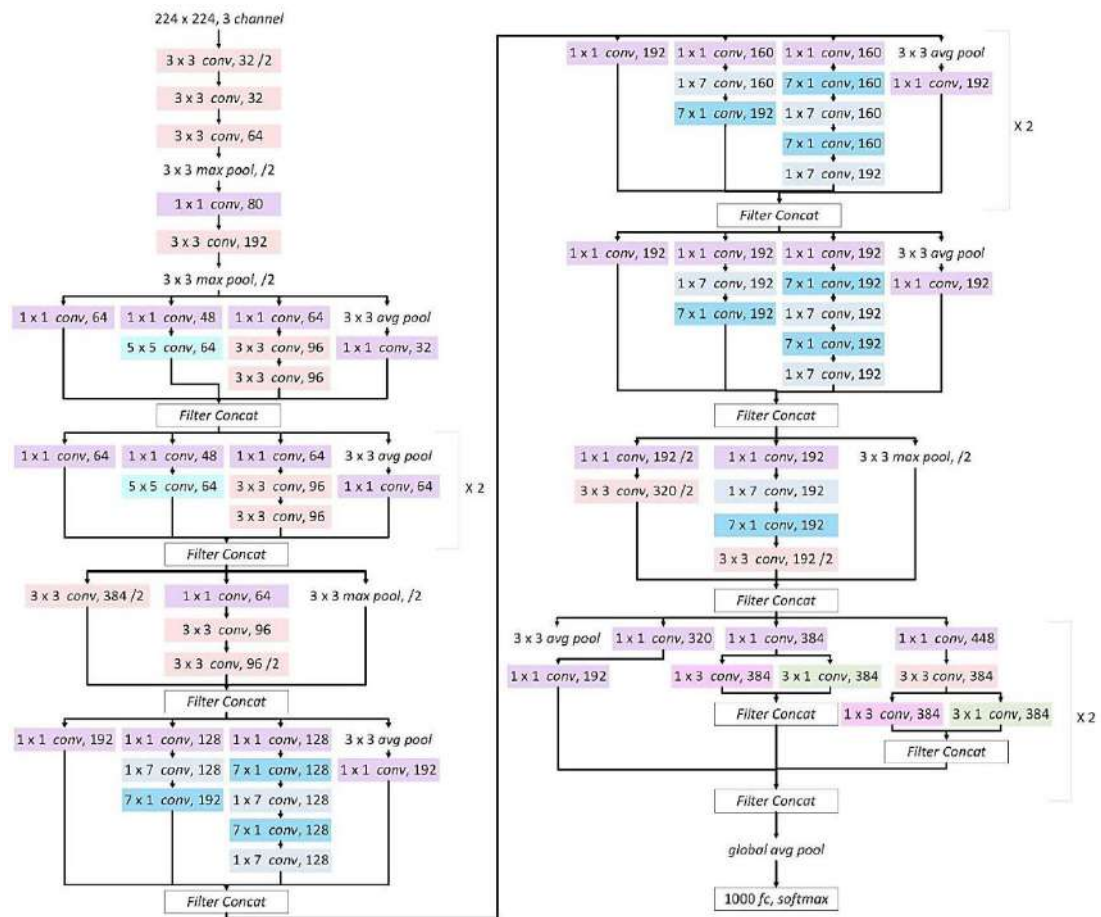 224 x 224, 3 channel
3 x 3 conv, 32 /2
3 x 3 conv, 32
3 x 3 conv, 64
3 x 3 max pool, /2
1 x 1 conv, 80
3 x 3 conv, 192
3 x 3 max pool, /2
1 x 1 conv, 64 1 x 1 conv, 48 1 x 1 conv, 64 3 x 3 avg pool
5 x 5 conv, 64 3 x 3 conv, 96 1 x 1 conv, 32
3 x 3 conv, 96
Filter Concat
1 x 1 conv, 64 1 x 1 conv, 48 1 x 1 conv, 64 3 x 3 avg pool
5 x 5 conv, 64 3 x 3 conv, 96 1 x 1 conv, 64 X 2
3 x 3 conv, 96
Filter Concat
3 x 3 conv, 384 /2 1 x 1 conv, 64 3 x 3 max pool, /2
3 x 3 conv, 96
3 x 3 conv, 96 /2
Filter Concat
1 x 1 conv, 192 1 x 1 conv, 128 1 x 1 conv, 128 3 x 3 avg pool
1 x 7 conv, 128 7 x 1 conv, 128 1 x 1 conv, 192
7 x 1 conv, 192 1 x 7 conv, 128
7 x 1 conv, 128
1 x 7 conv, 128
Filter Concat
1 x 1 conv, 192 1 x 1 conv, 160 1 x 1 conv, 160 3 x 3 avg pool
1 x 7 conv, 160 7 x 1 conv, 160 1 x 1 conv, 192
7 x 1 conv, 192 1 x 7 conv, 160 X 2
7 x 1 conv, 160
1 x 7 conv, 192
Filter Concat
1 x 1 conv, 192 1 x 1 conv, 192 1 x 1 conv, 192 3 x 3 avg pool
1 x 7 conv, 192 7 x 1 conv, 192 1 x 1 conv, 192
7 x 1 conv, 192 1 x 7 conv, 192
7 x 1 conv, 192
1 x 7 conv, 192
Filter Concat
1 x 1 conv, 192 /2 1 x 1 conv, 192 3 x 3 max pool, /2
3 x 3 conv, 320 /2 1 x 7 conv, 192
7 x 1 conv, 192
3 x 3 conv, 192 /2
Filter Concat
3 x 3 avg pool 1 x 1 conv, 320 1 x 1 conv, 384 1 x 1 conv, 448
1 x 1 conv, 192 1 x 3 conv, 384 3 x 1 conv, 384 3 x 3 conv, 384
Filter Concat 1 x 3 conv, 384 3 x 1 conv, 384 X 2
Filter Concat
Filter Concat
global avg pool
1000 fc, softmax